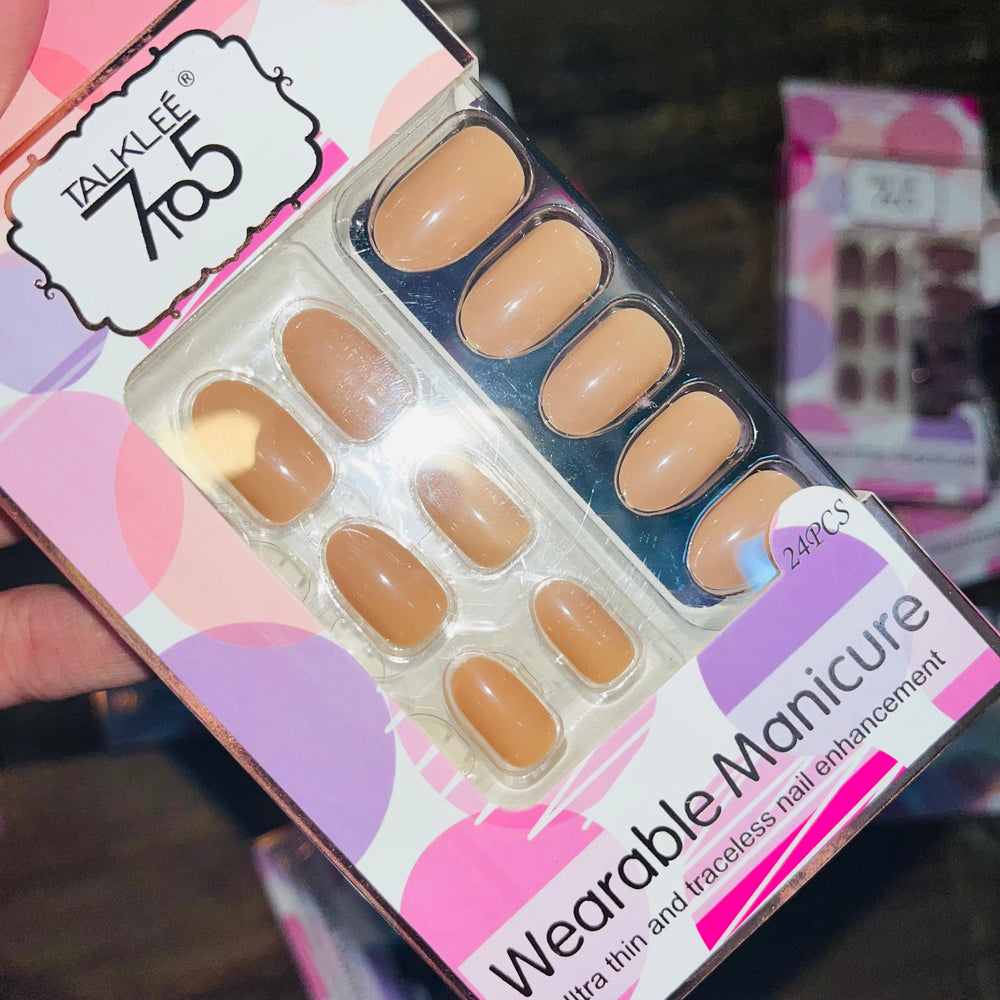 TALKLEÉ®
7TO5
24PCS
Wearable Manicure
Ultra thin and traceless nail enhancement